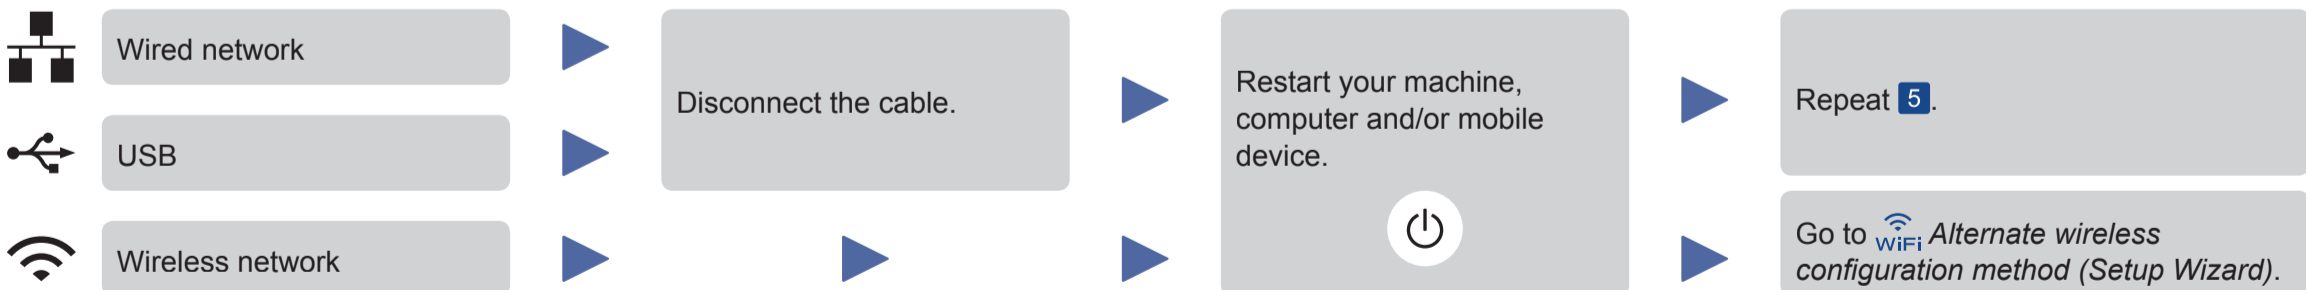 Wired network
USB
Wireless network
Disconnect the cable.
Restart your machine,
computer and/or mobile
device.
Repeat 5.
Go to WiFi Alternate wireless
configuration method (Setup Wizard).